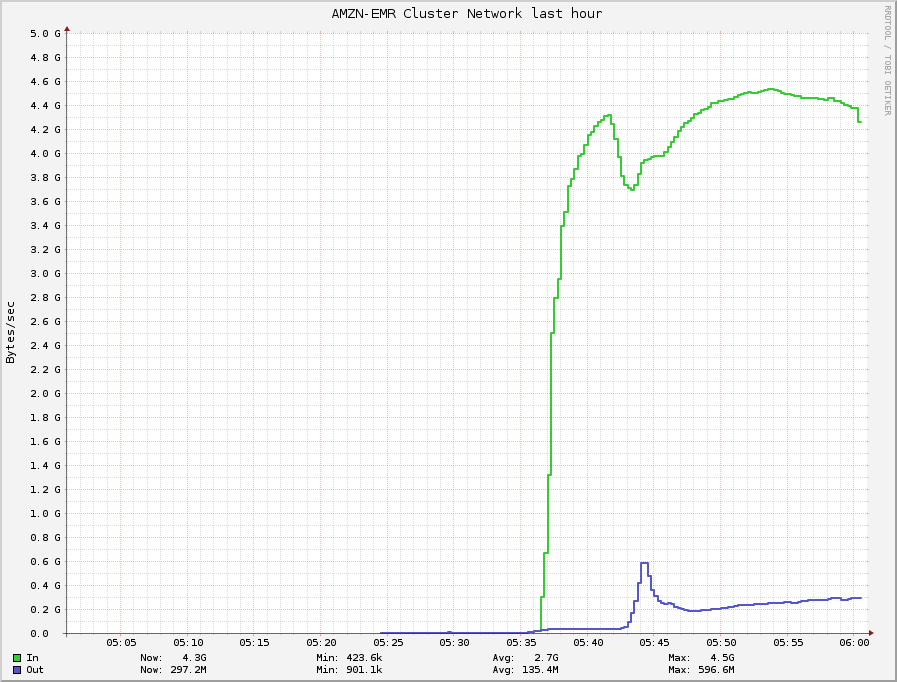 AMZN-EMR Cluster Network last hour
RRDTOOL / TOBI OETIKER
Bytes/sec
5.0 G
4.8 G
4.6 G
4.4 G
4.2 G
4.0 G
3.8 G
3.6 G
3.4 G
3.2 G
3.0 G
2.8 G
2.6 G
2.4 G
2.2 G
2.0 G
1.8 G
1.6 G
1.4 G
1.2 G
1.0 G
0.8 G
0.6 G
0.4 G
0.2 G
0.0
05:05 05:10 05:15 05:20 05:25 05:30 05:35 05:40 05:45 05:50 05:55 06:00
In Now: 4.3G Min: 423.6k Avg: 2.7G Max: 4.5G
Out Now: 297.2M Min: 901.1k Avg: 135.4M Max: 596.6M